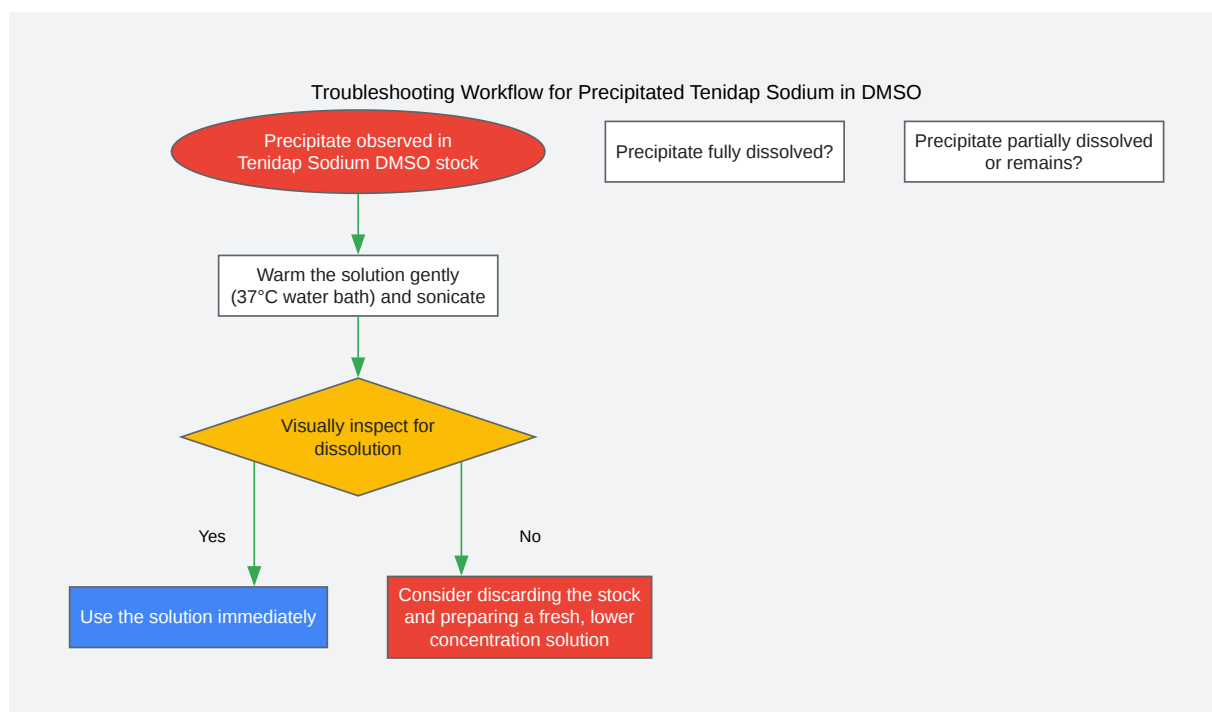 Troubleshooting Workflow for Precipitated Tenidap Sodium in DMSO
Precipitate observed in
Tenidap Sodium DMSO stock
Precipitate fully dissolved?
Precipitate partially dissolved
or remains?
Warm the solution gently
(37°C water bath) and sonicate
Visually inspect for
dissolution
Yes
No
Use the solution immediately
Consider discarding the stock
and preparing a fresh, lower
concentration solution